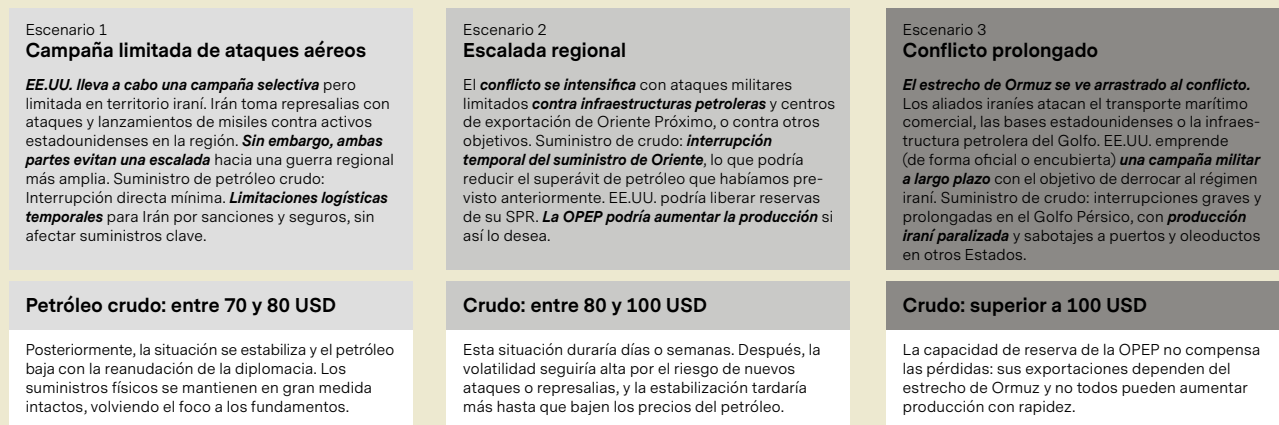 Escenario 1
Campaña limitada de ataques aéreos
EE.UU. lleva a cabo una campaña selectiva pero
limitada en territorio iraní. Irán toma represalias con
ataques y lanzamientos de misiles contra activos
estadounidenses en la región. Sin embargo, ambas
partes evitan una escalada hacia una guerra regional
más amplia. Suministro de petróleo crudo:
Interrupción directa mínima. Limitaciones logísticas
temporales para Irán por sanciones y seguros, sin
afectar suministros clave.
Petróleo crudo: entre 70 y 80 USD
Posteriormente, la situación se estabiliza y el petróleo
baja con la reanudación de la diplomacia. Los
suministros físicos se mantienen en gran medida
intactos, volviendo el foco a los fundamentos.
Escenario 2
Escalada regional
El conflicto se intensifica con ataques militares
limitados contra infraestructuras petroleras y centros
de exportación de Oriente Próximo, o contra otros
objetivos. Suministro de crudo: interrupción
temporal del suministro de Oriente, lo que podría
reducir el superávit de petróleo que habíamos pre-
visto anteriormente. EE.UU. podría liberar reservas
de su SPR. La OPEP podría aumentar la producción si
así lo desea.
Crudo: entre 80 y 100 USD
Esta situación duraría días o semanas. Después, la
volatilidad seguiría alta por el riesgo de nuevos
ataques o represalias, y la estabilización tardaría
más hasta que bajen los precios del petróleo.
Escenario 3
Conflicto prolongado
El estrecho de Ormuz se ve arrastrado al conflicto.
Los aliados iraníes atacan el transporte marítimo
comercial, las bases estadounidenses o la infraes-
tructura petrolera del Golfo. EE.UU. emprende
(de forma oficial o encubierta) una campaña militar
a largo plazo con el objetivo de derrocar al régimen
iraní. Suministro de crudo: interrupciones graves y
prolongadas en el Golfo Pérsico, con producción
iraní paralizada y sabotajes a puertos y oleoductos
en otros Estados.
Crudo: superior a 100 USD
La capacidad de reserva de la OPEP no compensa
las pérdidas: sus exportaciones dependen del
estrecho de Ormuz y no todos pueden aumentar
producción con rapidez.